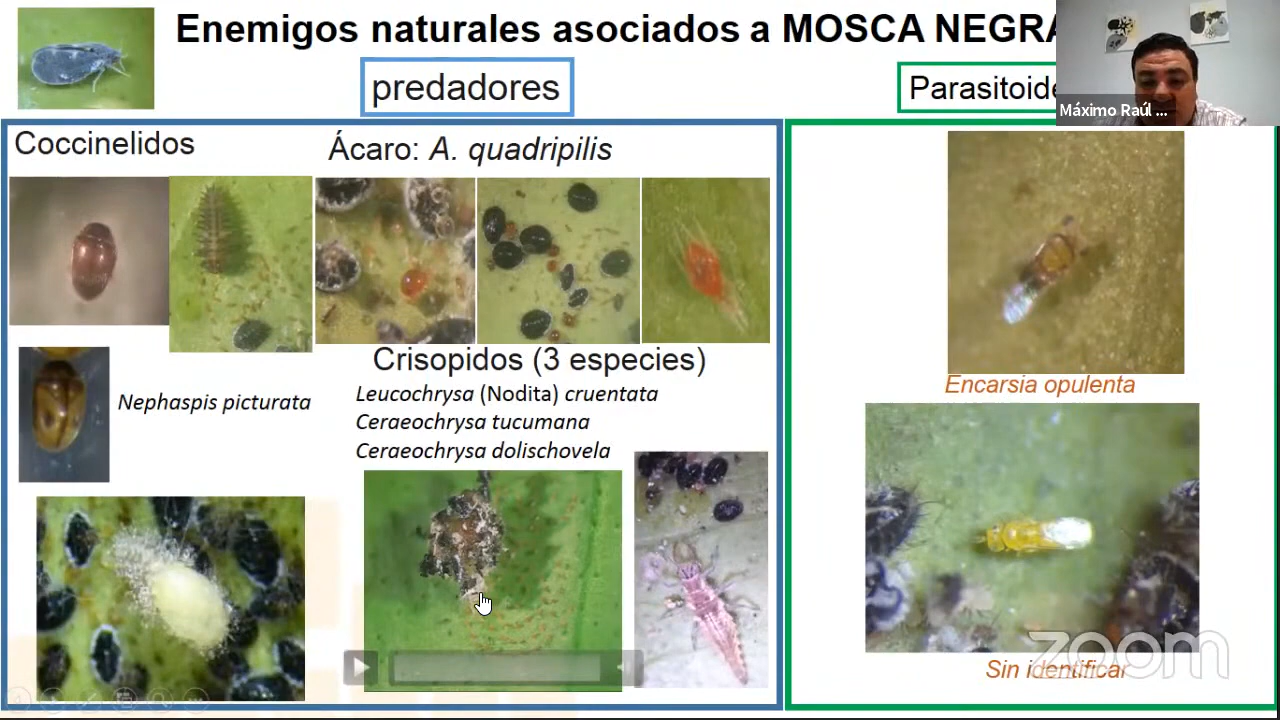 Enemigos naturales asociados a MOSCA NEGRA
predadores
Parasitoide
Máximo Raúl ...
Coccinelidos
Ácaro: A. quadripilis
Crisopidos (3 especies)
Leucochrysa (Nodita) cruentata
Ceraeochrysa tucumana
Ceraeochrysa dolischovela
Nephaspis picturata
Encarsia opulenta
zoom
Sin identificar